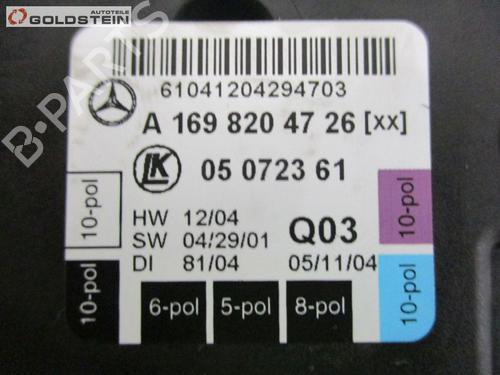 Autoteile
GOLDSTEIN
B-PARTS
61041204294703
A 169 820 47 26 [xx]
LK 05 0723 61
HW 12/04 Q03
SW 04/29/01
DI 81/04 05/11/04
10-pol
10-pol
10-pol
10-pol
6-pol 5-pol 8-pol